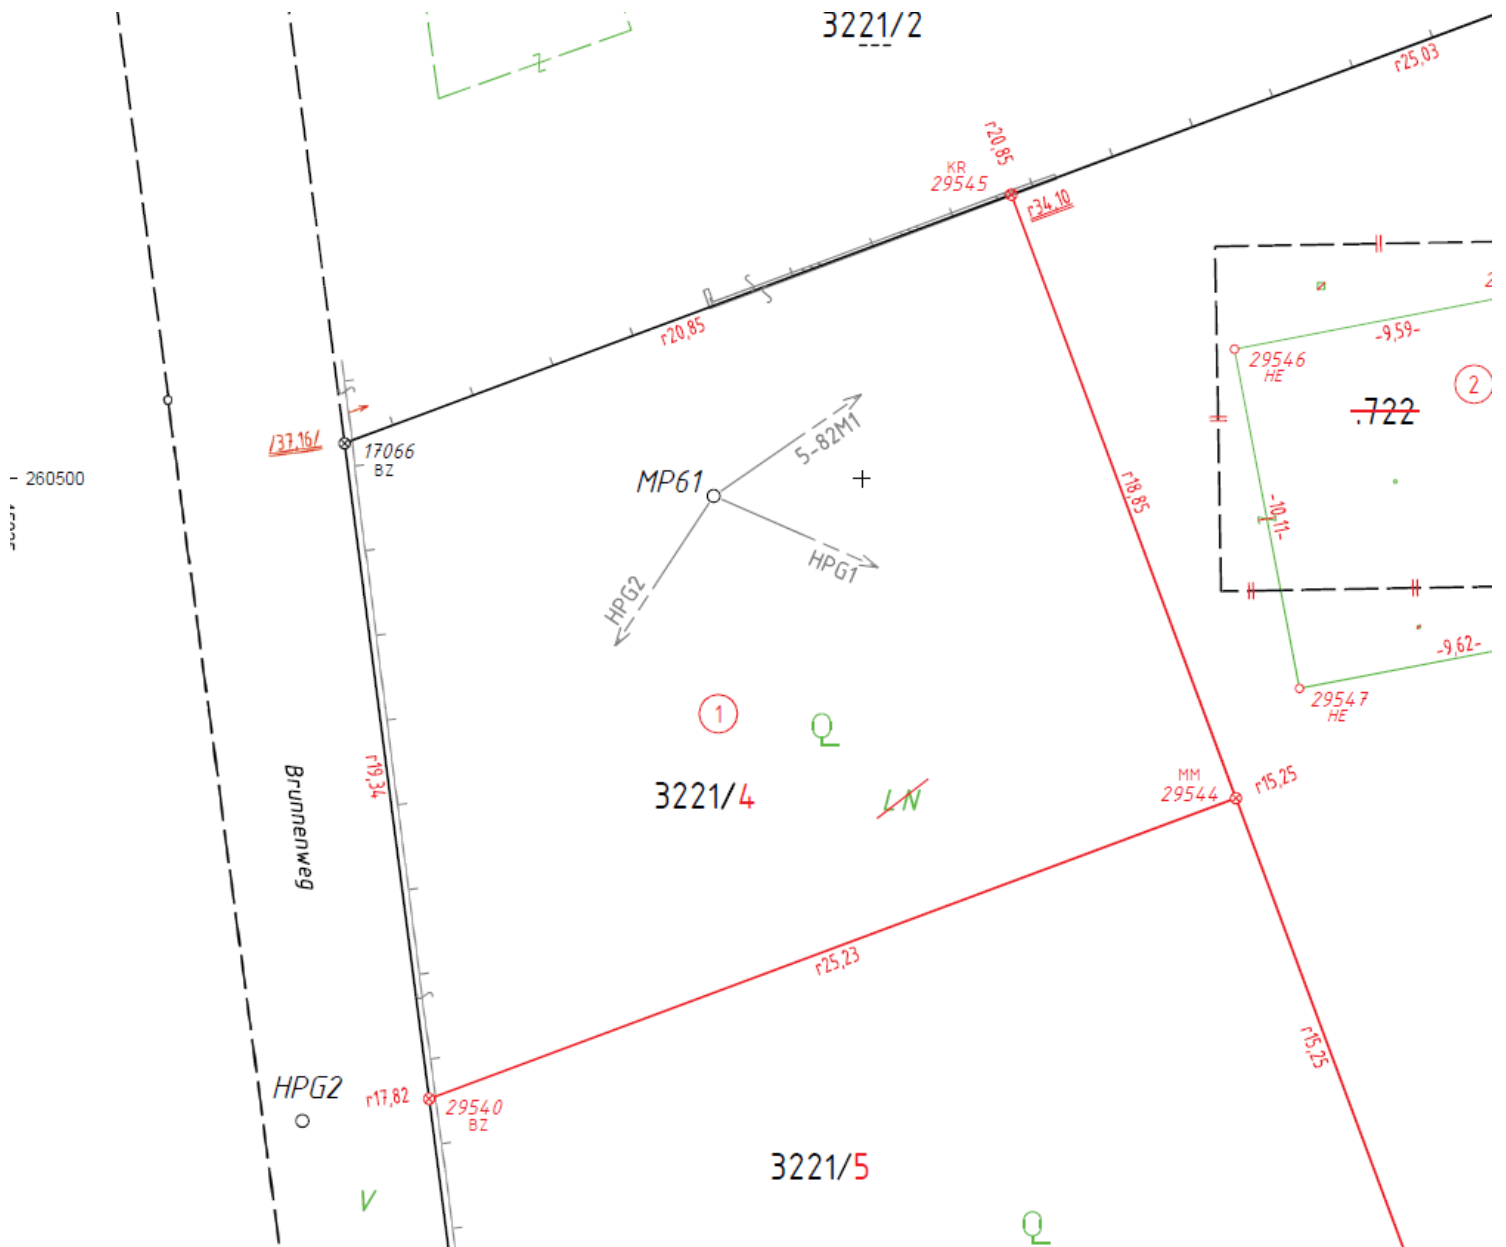 3221/2
r25,03
r20,85
KR
29545
r34,10
r20,85
/37,16/
17066
BZ
260500
MP61
5-82M1
HPG1
HPG2
r18,85
-9,59-
29546
HE
2
.722
-10,11-
-9,62-
29547
HE
1
Q
3221/4
LN
MM
29544
r15,25
r19,34
Brunnenweg
r25,23
r15,25
HPG2
r17,82
29540
BZ
3221/5
V
Q